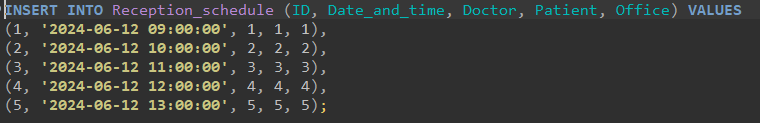 INSERT INTO Reception_schedule (ID, Date_and_time, Doctor, Patient, Office) VALUES
(1, '2024-06-12 09:00:00', 1, 1, 1),
(2, '2024-06-12 10:00:00', 2, 2, 2),
(3, '2024-06-12 11:00:00', 3, 3, 3),
(4, '2024-06-12 12:00:00', 4, 4, 4),
(5, '2024-06-12 13:00:00', 5, 5, 5);